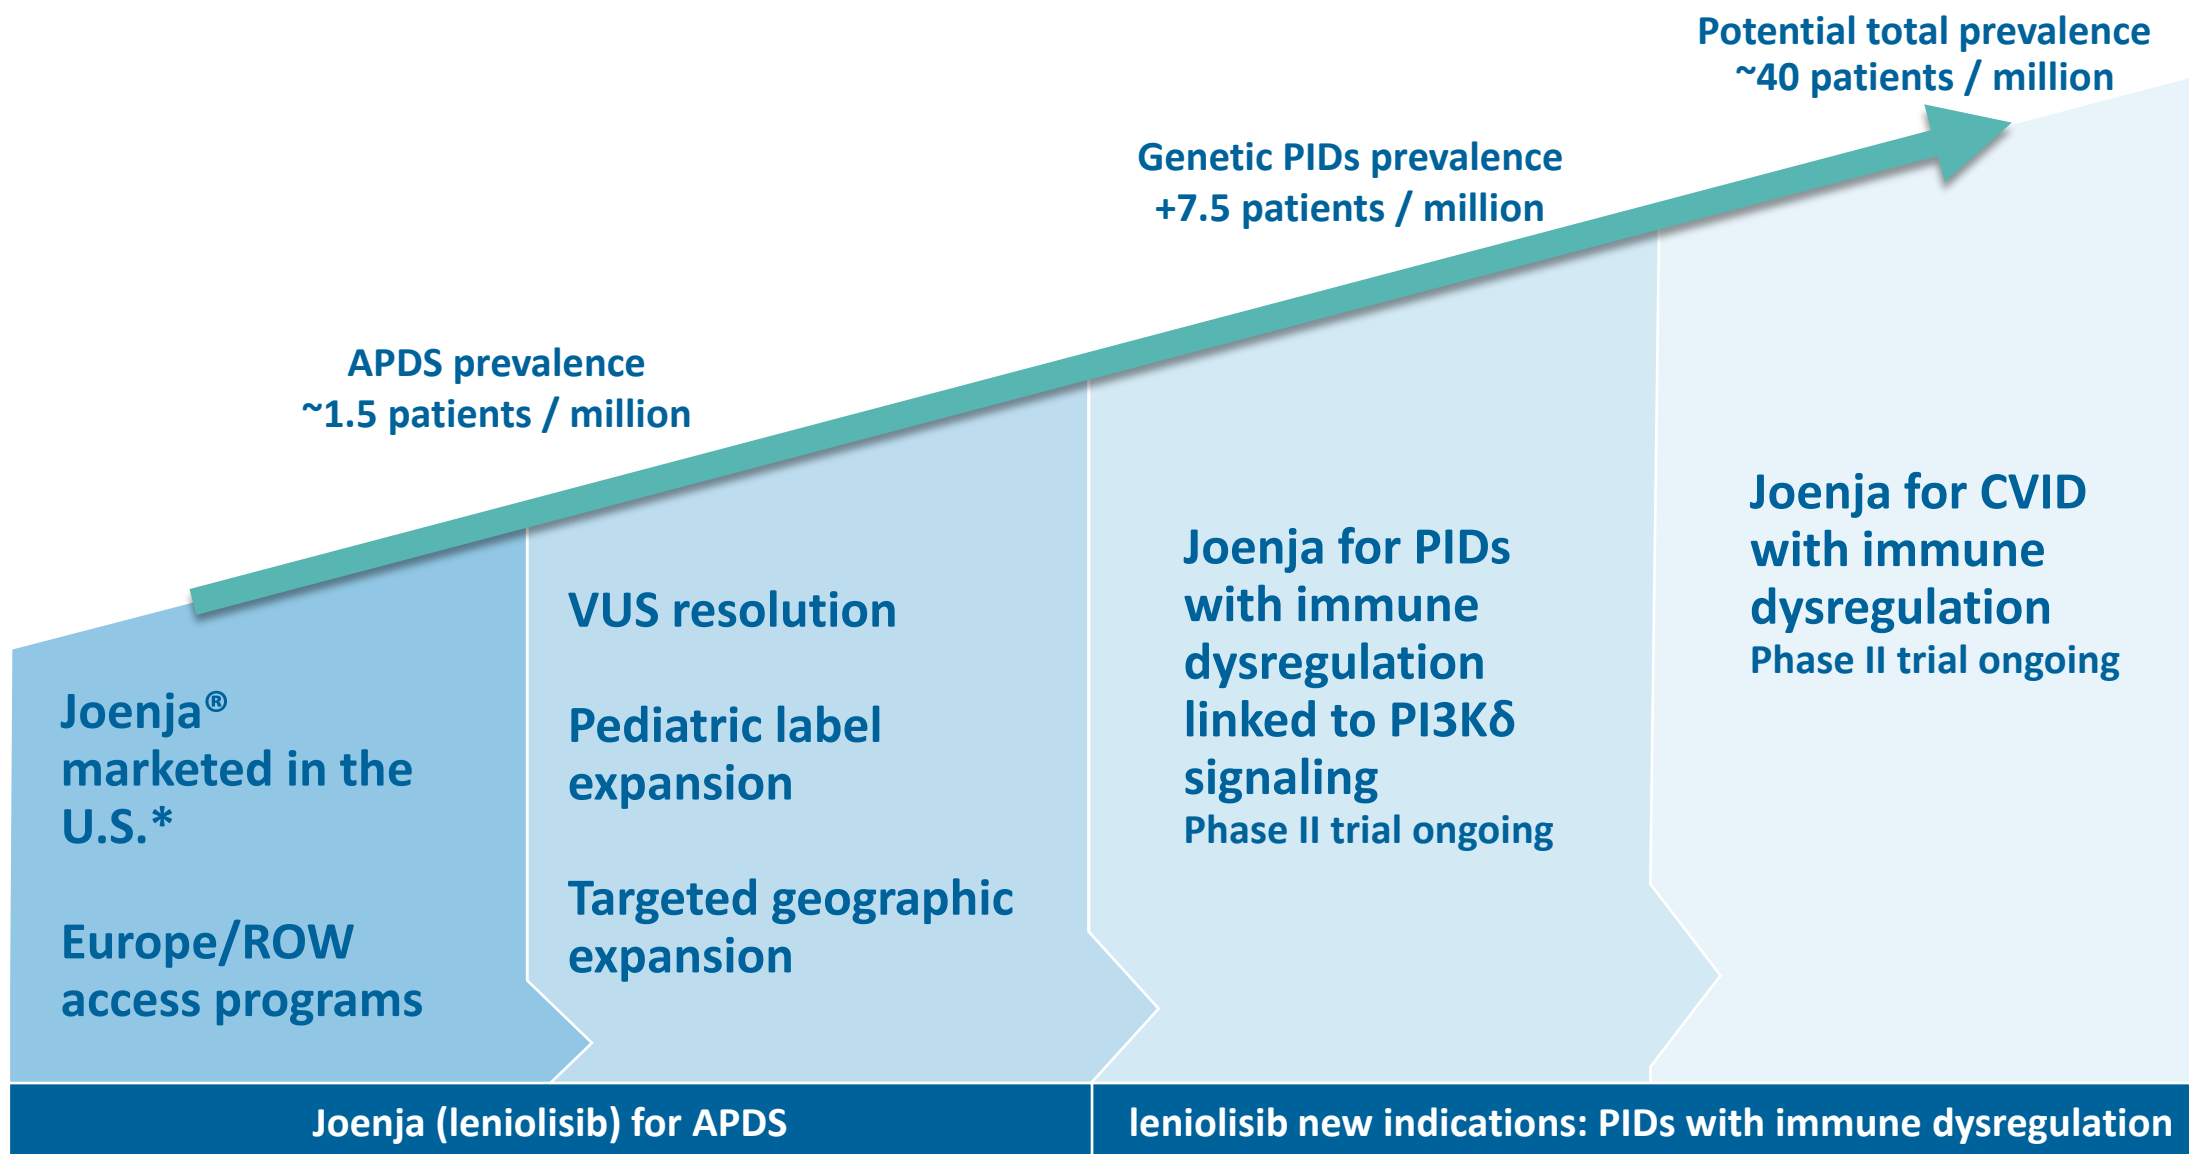 Potential total prevalence
~40 patients / million
Genetic PIDs prevalence
+7.5 patients / million
APDS prevalence
~1.5 patients / million
Joenja®
marketed in the
U.S.*
Europe/ROW
access programs
VUS resolution
Pediatric label
expansion
Targeted geographic
expansion
Joenja for PIDs
with immune
dysregulation
linked to PI3Kδ
signaling
Phase II trial ongoing
Joenja for CVID
with immune
dysregulation
Phase II trial ongoing
Joenja (leniolisib) for APDS
leniolisib new indications: PIDs with immune dysregulation